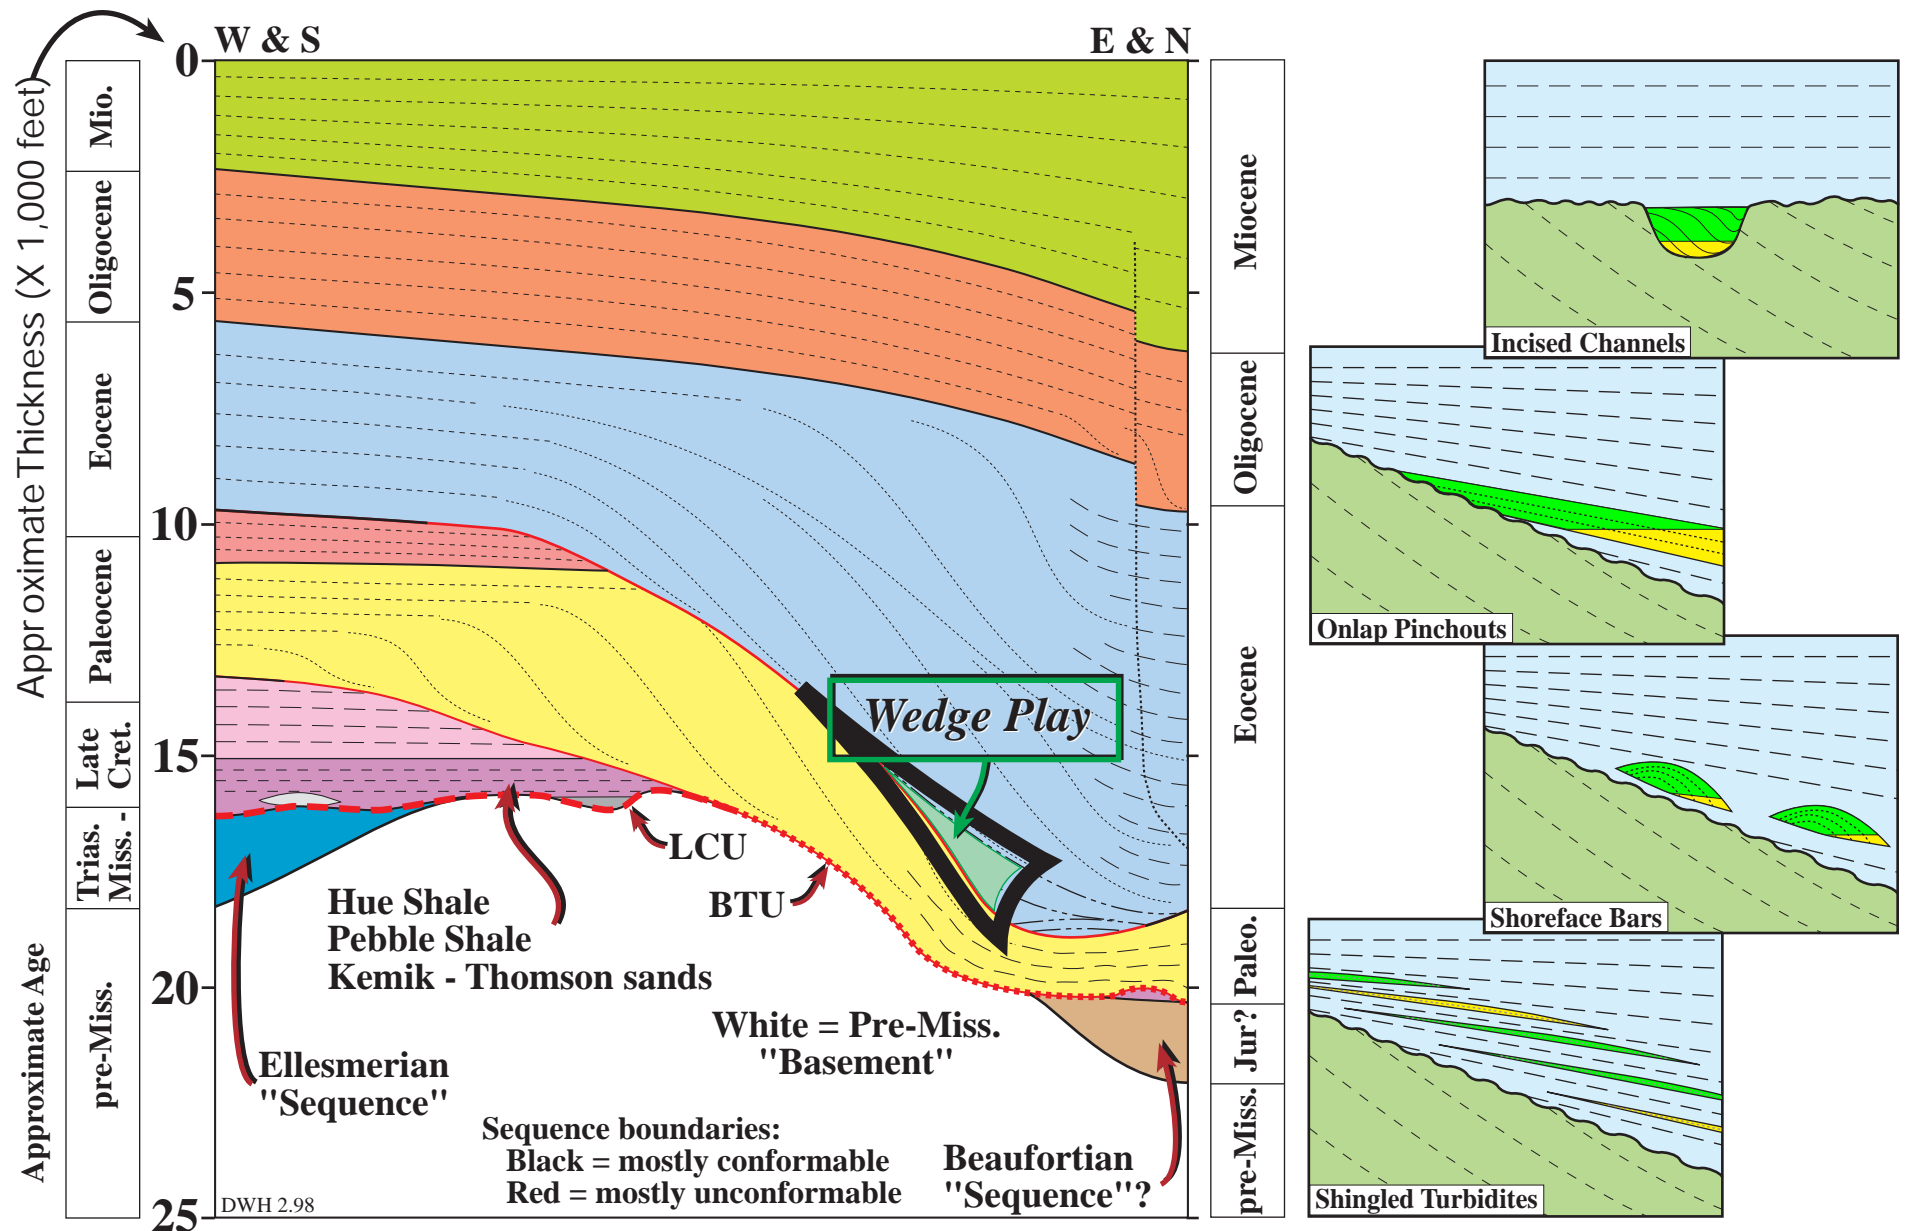 W & S
E & N
Approximate Thickness (X 1,000 feet)
0
5
10
15
20
25
Mio.
Oligocene
Eocene
Paleocene
Late
Cret.
Trias.
Miss. -
pre-Miss.
Approximate Age
Wedge Play
LCU
BTU
Hue Shale
Pebble Shale
Kemik - Thomson sands
White = Pre-Miss.
"Basement"
Ellesmerian
"Sequence"
Sequence boundaries:
Black = mostly conformable
Red = mostly unconformable
Beaufortian
"Sequence"?
DWH 2.98
Miocene
Oligocene
Eocene
Paleo.
Jur?
pre-Miss.
Incised Channels
Onlap Pinchouts
Shoreface Bars
Shingled Turbidites